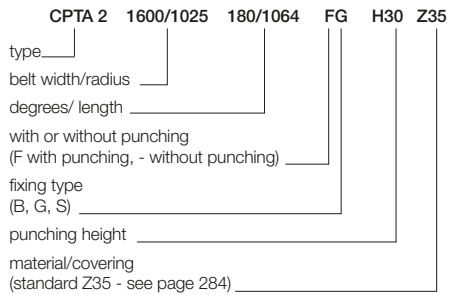 CPTA 2 1600/1025 180/1064 FG H30 Z35
type
belt width/radius
degrees/ length
with or without punching
(F with punching, - without punching)
fixing type
(B, G, S)
punching height
material/covering
(standard Z35 - see page 284)